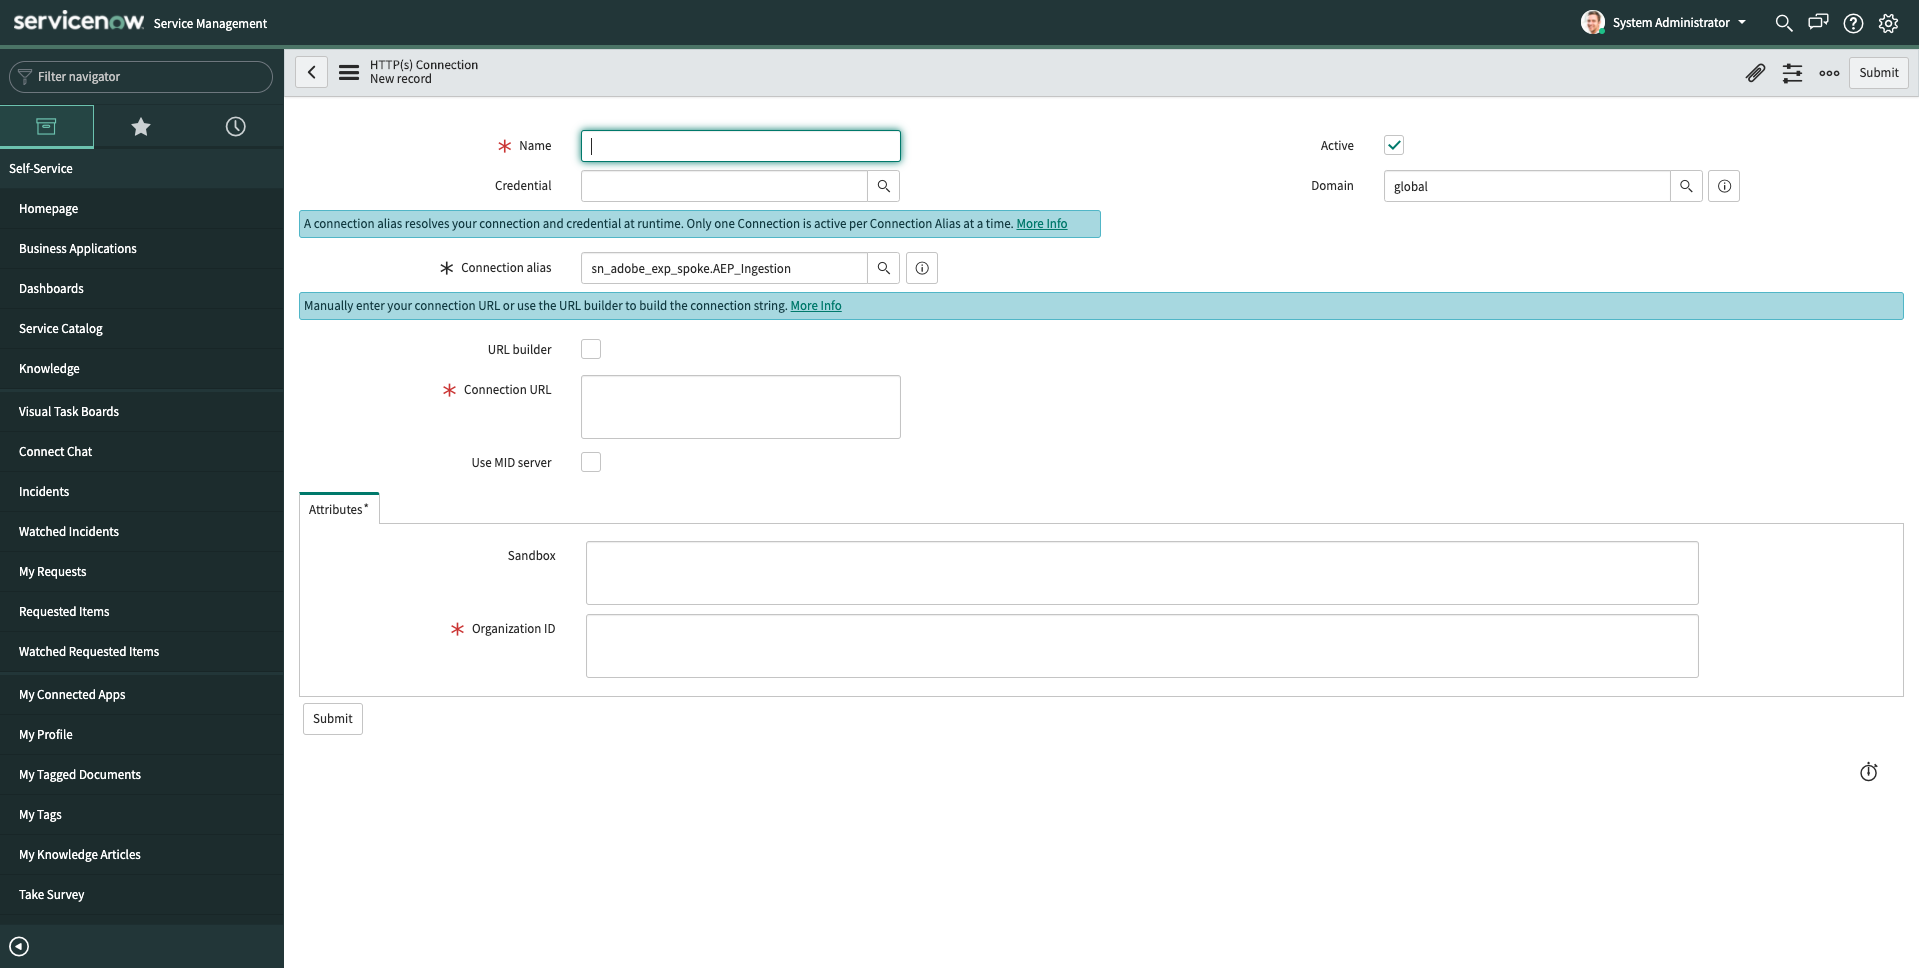 servicenow Service Management
System Administrator
Filter navigator
Self-Service
Homepage
Business Applications
Dashboards
Service Catalog
Knowledge
Visual Task Boards
Connect Chat
Incidents
Watched Incidents
My Requests
Requested Items
Watched Requested Items
My Connected Apps
My Profile
My Tagged Documents
My Tags
My Knowledge Articles
Take Survey
HTTP(s) Connection
New record
Submit
* Name
Active
Credential
Domain
global
A connection alias resolves your connection and credential at runtime. Only one Connection is active per Connection Alias at a time. More Info
* Connection alias
sn_adobe_exp_spoke.AEP_Ingestion
Manually enter your connection URL or use the URL builder to build the connection string. More Info
URL builder
* Connection URL
Use MID server
Attributes*
Sandbox
* Organization ID
Submit